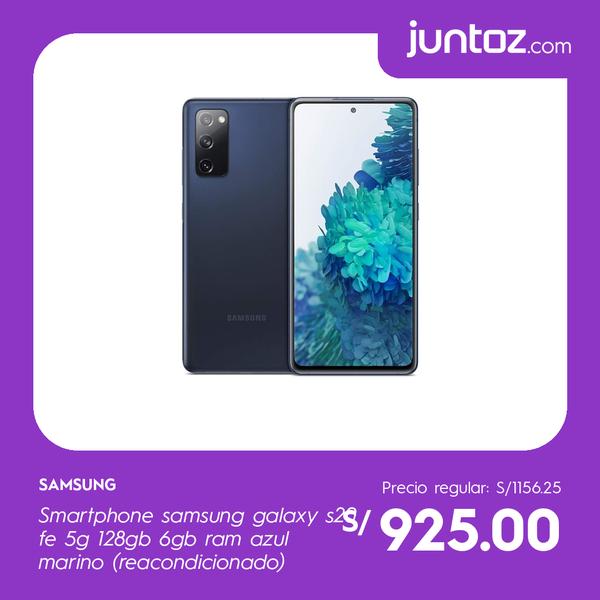 juntoz.com
SAMSUNG
SAMSUNG
Precio regular: S/1156.25
Smartphone samsung galaxy s20
fe 5g 128gb 6gb ram azul
marino (reacondicionado)
S/ 925.00